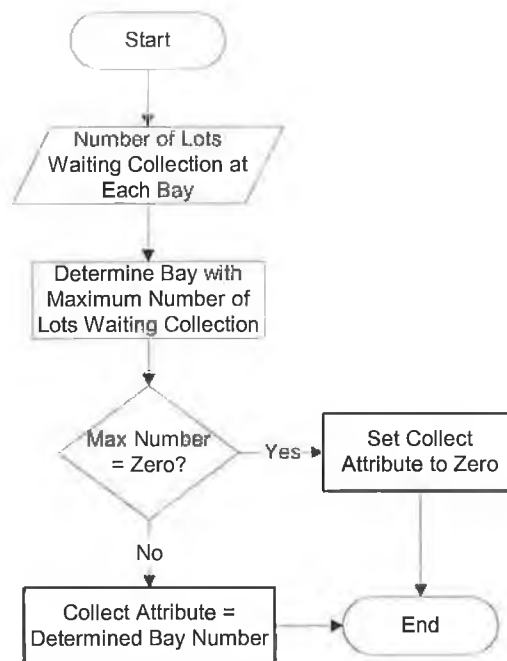 Start
Number of Lots
Waiting Collection at
Each Bay
Determine Bay with
Maximum Number of
Lots Waiting Collection
Max Number
= Zero?
Yes
Set Collect
Attribute to Zero
No
Collect Attribute =
Determined Bay Number
End